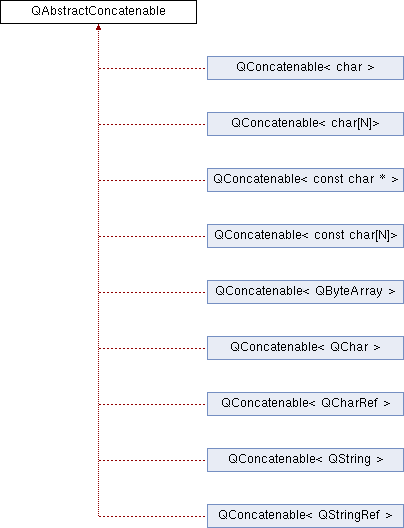 QAbstractConcatenable
QConcatenable< char >
QConcatenable< char[N]>
QConcatenable< const char * >
QConcatenable< const char[N]>
QConcatenable< QByteArray >
QConcatenable< QChar >
QConcatenable< QCharRef >
QConcatenable< QString >
QConcatenable< QStringRef >